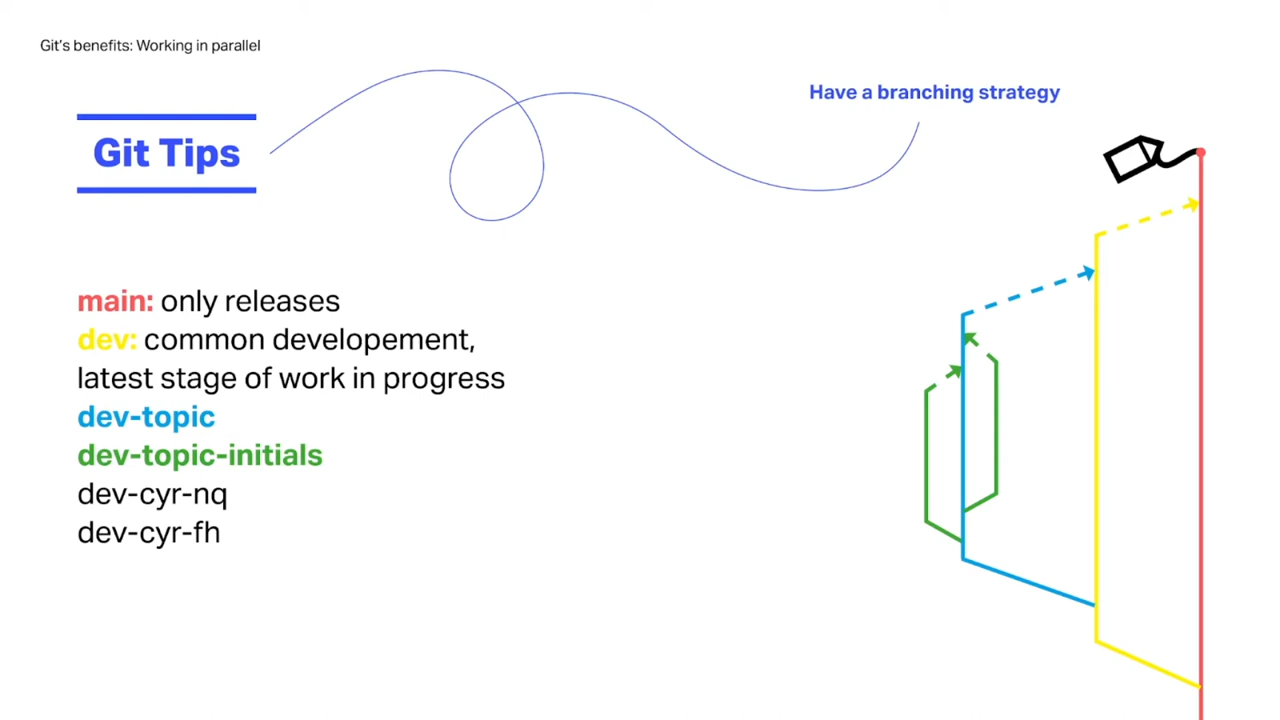 Git’s benefits: Working in parallel
Have a branching strategy
Git Tips
main: only releases
dev: common developement,
latest stage of work in progress
dev-topic
dev-topic-initials
dev-cyr-nq
dev-cyr-fh